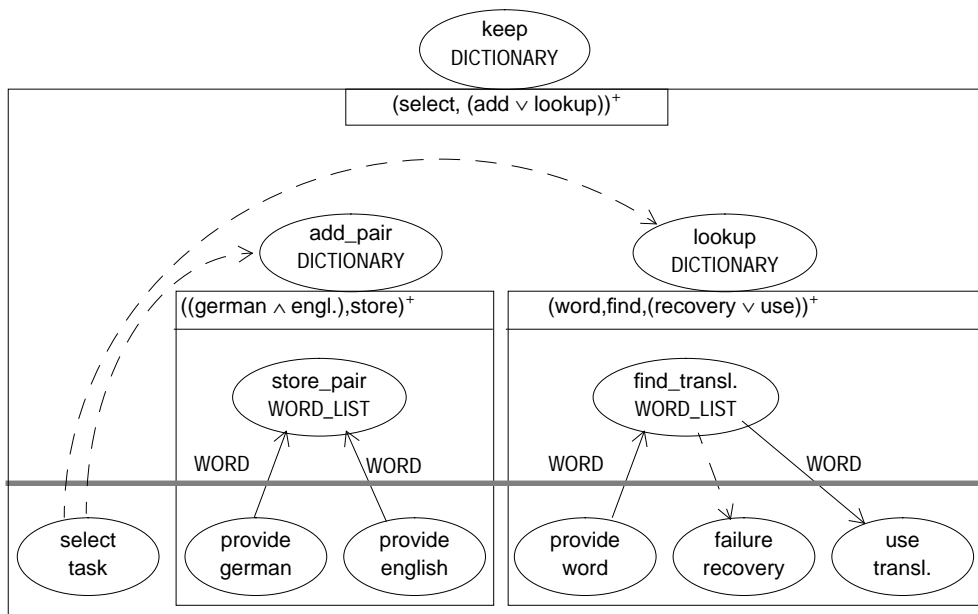 keep
DICTIONARY
(select, (add ∨ lookup))⁺
add_pair
DICTIONARY
lookup
DICTIONARY
((german ∧ engl.),store)⁺
(word,find,(recovery ∨ use))⁺
store_pair
WORD_LIST
find_transl.
WORD_LIST
WORD
WORD
WORD
WORD
select
task
provide
german
provide
english
provide
word
failure
recovery
use
transl.